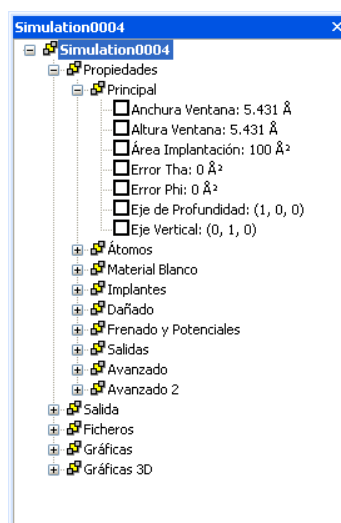 Simulation0004
Simulation0004
Propiedades
Principal
Anchura Ventana: 5.431 Å
Altura Ventana: 5.431 Å
Área Implantación: 100 Å²
Error Tha: 0 Å²
Error Phi: 0 Å²
Eje de Profundidad: (1, 0, 0)
Eje Vertical: (0, 1, 0)
Átomos
Material Blanco
Implantes
Dañado
Frenado y Potenciales
Salidas
Avanzado
Avanzado 2
Salida
Ficheros
Gráficas
Gráficas 3D